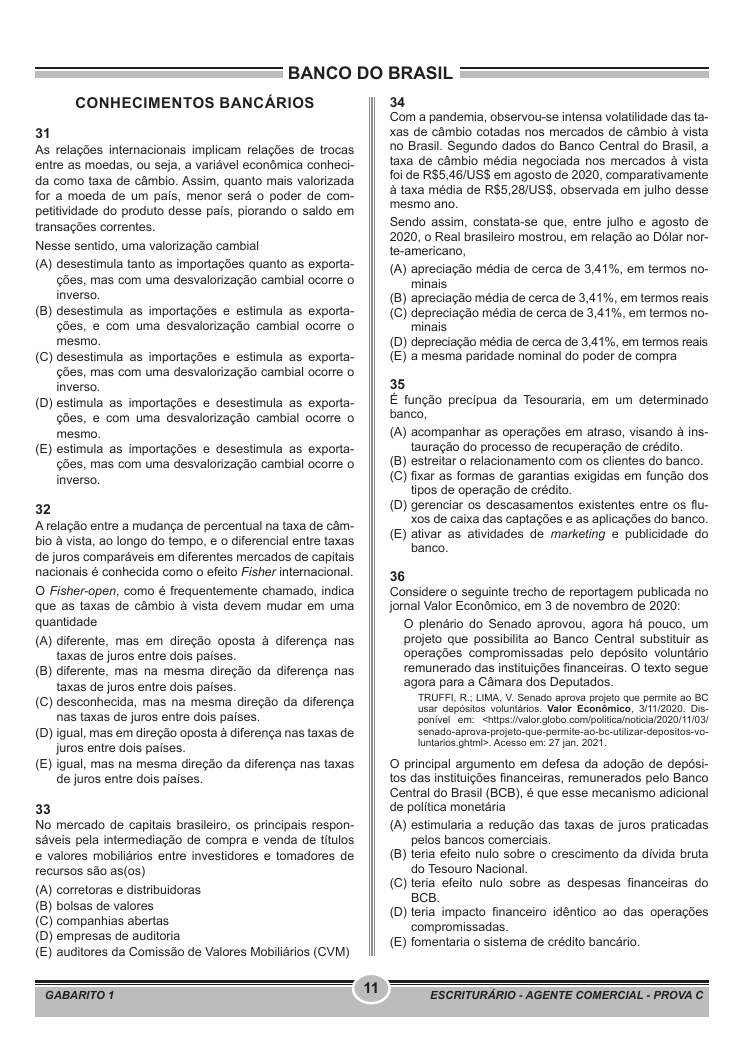 BANCO DO BRASIL
CONHECIMENTOS BANCÁRIOS
31
As relações internacionais implicam relações de trocas
entre as moedas, ou seja, a variável econômica conheci-
da como taxa de câmbio. Assim, quanto mais valorizada
for a moeda de um país, menor será o poder de com-
petitividade do produto desse país, piorando o saldo em
transações correntes.
Nesse sentido, uma valorização cambial
(A) desestimula tanto as importações quanto as exporta-
ções, mas com uma desvalorização cambial ocorre o
inverso.
(B) desestimula as importações e estimula as exporta-
ções, e com uma desvalorização cambial ocorre o
mesmo.
(C) desestimula as importações e estimula as exporta-
ções, mas com uma desvalorização cambial ocorre o
inverso.
(D) estimula as importações e desestimula as exporta-
ções, e com uma desvalorização cambial ocorre o
mesmo.
(E) estimula as importações e desestimula as exporta-
ções, mas com uma desvalorização cambial ocorre o
inverso.
32
A relação entre a mudança de percentual na taxa de câm-
bio à vista, ao longo do tempo, e o diferencial entre taxas
de juros comparáveis em diferentes mercados de capitais
nacionais é conhecida como o efeito Fisher internacional.
O Fisher-open, como é frequentemente chamado, indica
que as taxas de câmbio à vista devem mudar em uma
quantidade
(A) diferente, mas em direção oposta à diferença nas
taxas de juros entre dois países.
(B) diferente, mas na mesma direção da diferença nas
taxas de juros entre dois países.
(C) desconhecida, mas na mesma direção da diferença
nas taxas de juros entre dois países.
(D) igual, mas em direção oposta à diferença nas taxas de
juros entre dois países.
(E) igual, mas na mesma direção da diferença nas taxas
de juros entre dois países.
33
No mercado de capitais brasileiro, os principais respon-
sáveis pela intermediação de compra e venda de títulos
e valores mobiliários entre investidores e tomadores de
recursos são as(os)
(A) corretoras e distribuidoras
(B) bolsas de valores
(C) companhias abertas
(D) empresas de auditoria
(E) auditores da Comissão de Valores Mobiliários (CVM)
34
Com a pandemia, observou-se intensa volatilidade das ta-
xas de câmbio cotadas nos mercados de câmbio à vista
no Brasil. Segundo dados do Banco Central do Brasil, a
taxa de câmbio média negociada nos mercados à vista
foi de R$5,46/US$ em agosto de 2020, comparativamente
à taxa média de R$5,28/US$, observada em julho desse
mesmo ano.
Sendo assim, constata-se que, entre julho e agosto de
2020, o Real brasileiro mostrou, em relação ao Dólar nor-
te-americano,
(A) apreciação média de cerca de 3,41%, em termos no-
minais
(B) apreciação média de cerca de 3,41%, em termos reais
(C) depreciação média de cerca de 3,41%, em termos no-
minais
(D) depreciação média de cerca de 3,41%, em termos reais
(E) a mesma paridade nominal do poder de compra
35
É função precípua da Tesouraria, em um determinado
banco,
(A) acompanhar as operações em atraso, visando à ins-
tauração do processo de recuperação de crédito.
(B) estreitar o relacionamento com os clientes do banco.
(C) fixar as formas de garantias exigidas em função dos
tipos de operação de crédito.
(D) gerenciar os descasamentos existentes entre os flu-
xos de caixa das captações e as aplicações do banco.
(E) ativar as atividades de marketing e publicidade do
banco.
36
Considere o seguinte trecho de reportagem publicada no
jornal Valor Econômico, em 3 de novembro de 2020:
O plenário do Senado aprovou, agora há pouco, um
projeto que possibilita ao Banco Central substituir as
operações compromissadas pelo depósito voluntário
remunerado das instituições financeiras. O texto segue
agora para a Câmara dos Deputados.
TRUFFI, R.; LIMA, V. Senado aprova projeto que permite ao BC
usar depósitos voluntários. Valor Econômico, 3/11/2020. Dis-
ponível em: <https://valor.globo.com/politica/noticia/2020/11/03/
senado-aprova-projeto-que-permite-ao-bc-utilizar-depositos-vo-
luntarios.ghtml>. Acesso em: 27 jan. 2021.
O principal argumento em defesa da adoção de depósi-
tos das instituições financeiras, remunerados pelo Banco
Central do Brasil (BCB), é que esse mecanismo adicional
de política monetária
(A) estimularia a redução das taxas de juros praticadas
pelos bancos comerciais.
(B) teria efeito nulo sobre o crescimento da dívida bruta
do Tesouro Nacional.
(C) teria efeito nulo sobre as despesas financeiras do
BCB.
(D) teria impacto financeiro idêntico ao das operações
compromissadas.
(E) fomentaria o sistema de crédito bancário.
GABARITO 1
11
ESCRITURÁRIO - AGENTE COMERCIAL - PROVA C